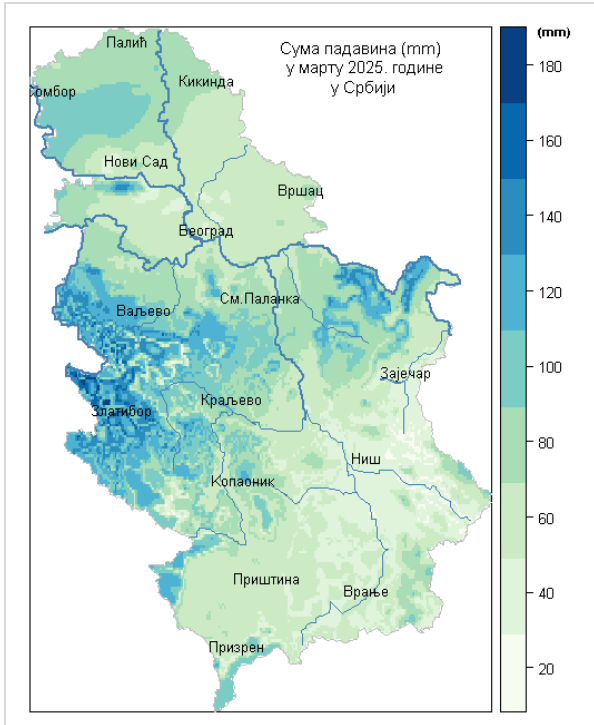 Палић
Сума падавина (mm)
у марту 2025. године
у Србији
(mm)
Кикинда
омбор
Нови Сад
Вршац
Београд
См.Паланка
Ваљево
Зајечар
Краљево
Златибор
Ниш
Копаоник
Приштина
Врање
Призрен
180
160
140
120
100
80
60
40
20